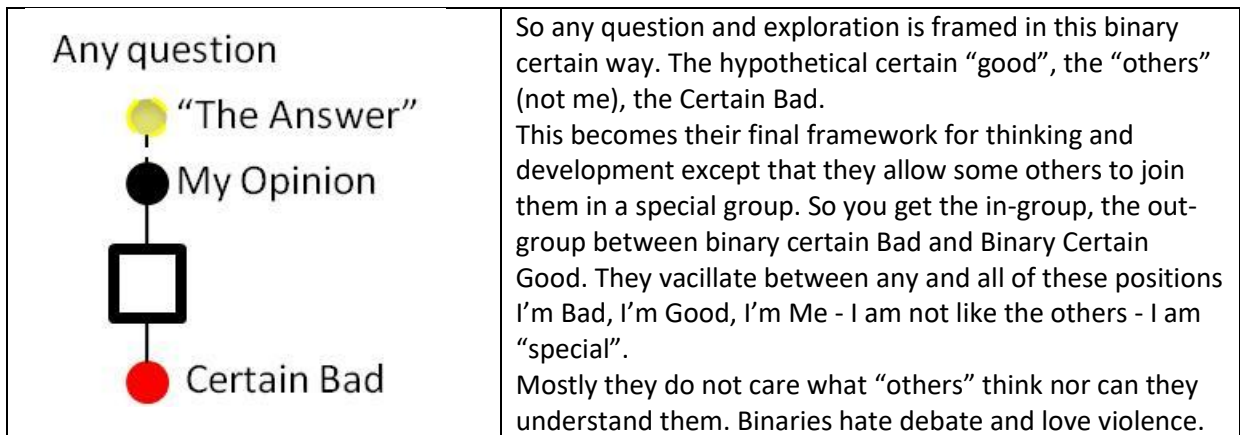 Any question
“The Answer”
My Opinion
Certain Bad
So any question and exploration is framed in this binary
certain way. The hypothetical certain “good”, the “others”
(not me), the Certain Bad.
This becomes their final framework for thinking and
development except that they allow some others to join
them in a special group. So you get the in-group, the out-
group between binary certain Bad and Binary Certain
Good. They vacillate between any and all of these positions
I’m Bad, I’m Good, I’m Me - I am not like the others - I am
“special”.
Mostly they do not care what “others” think nor can they
understand them. Binaries hate debate and love violence.